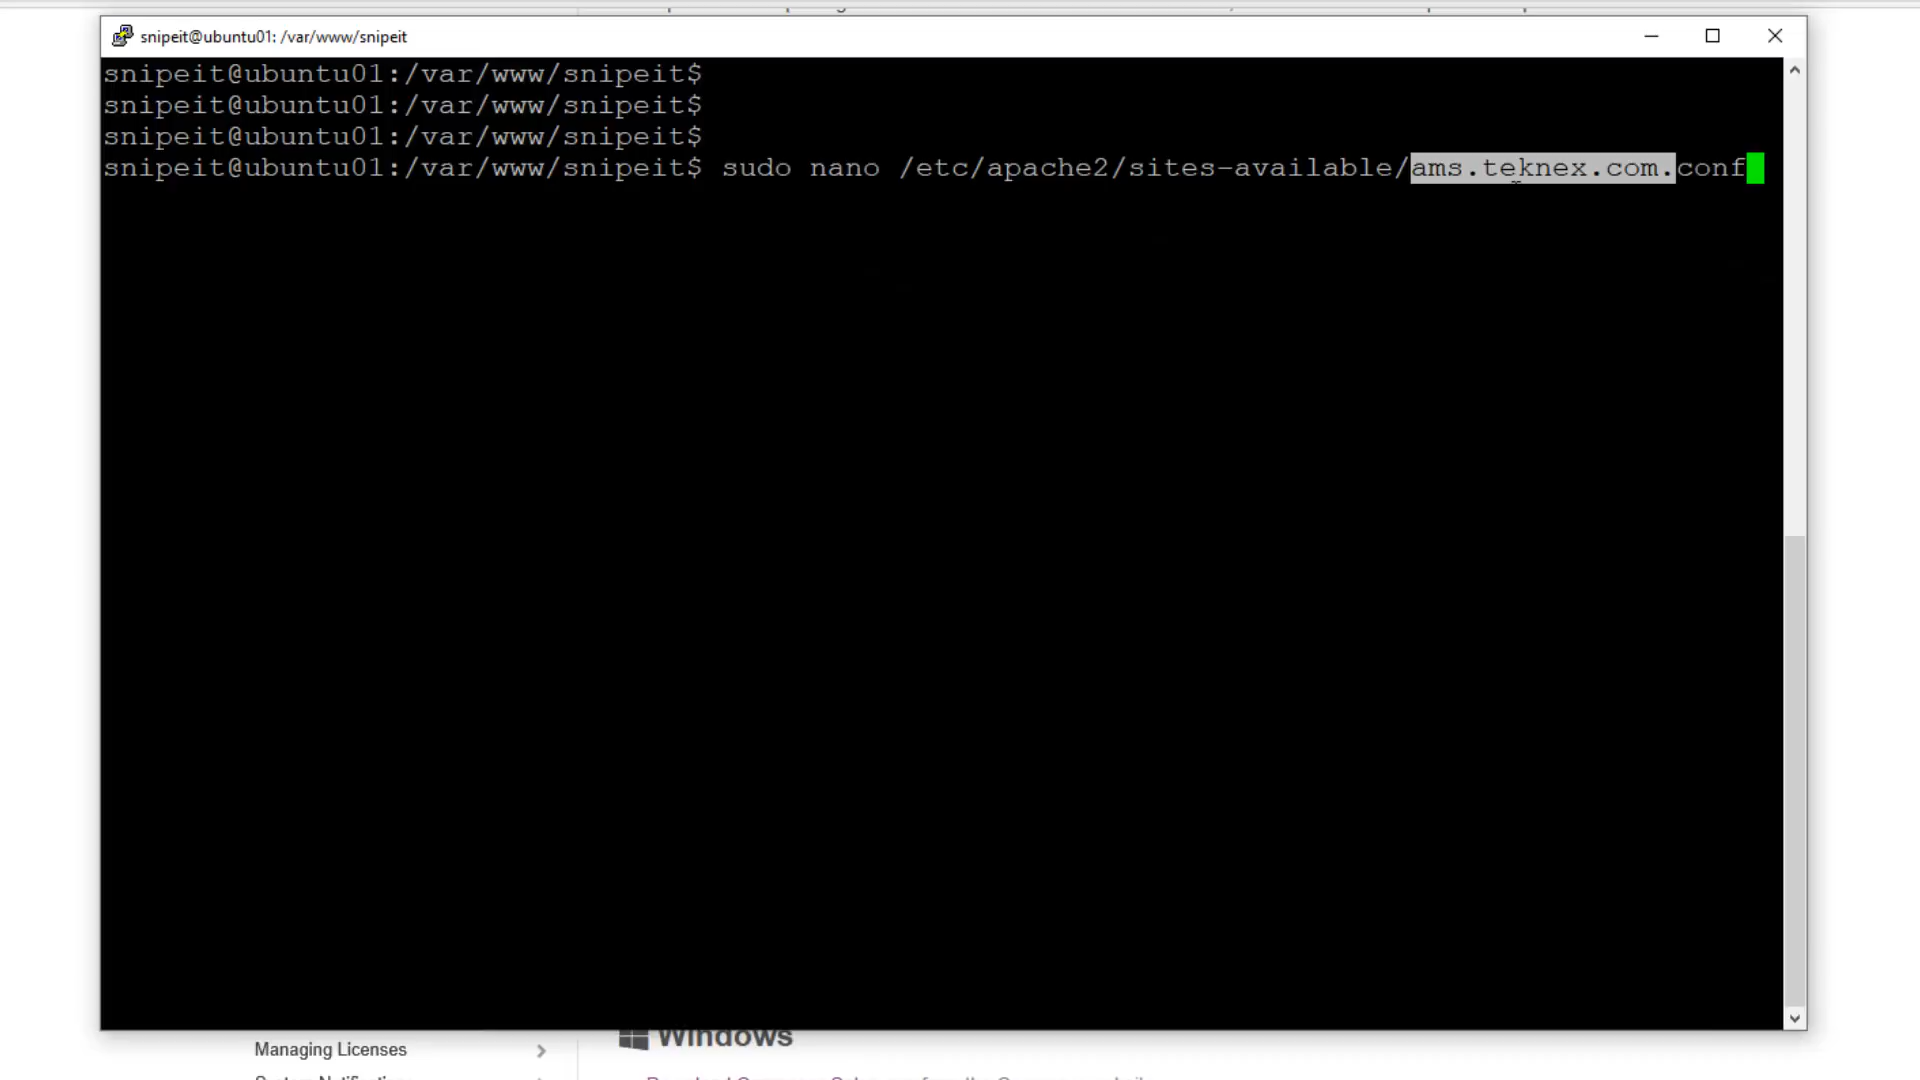 snipeit@ubuntu01: /var/www/snipeit
snipeit@ubuntu01:/var/www/snipeit$
snipeit@ubuntu01:/var/www/snipeit$
snipeit@ubuntu01:/var/www/snipeit$
snipeit@ubuntu01:/var/www/snipeit$ sudo nano /etc/apache2/sites-available/ams.teknex.com.conf
Windows
Managing Licenses